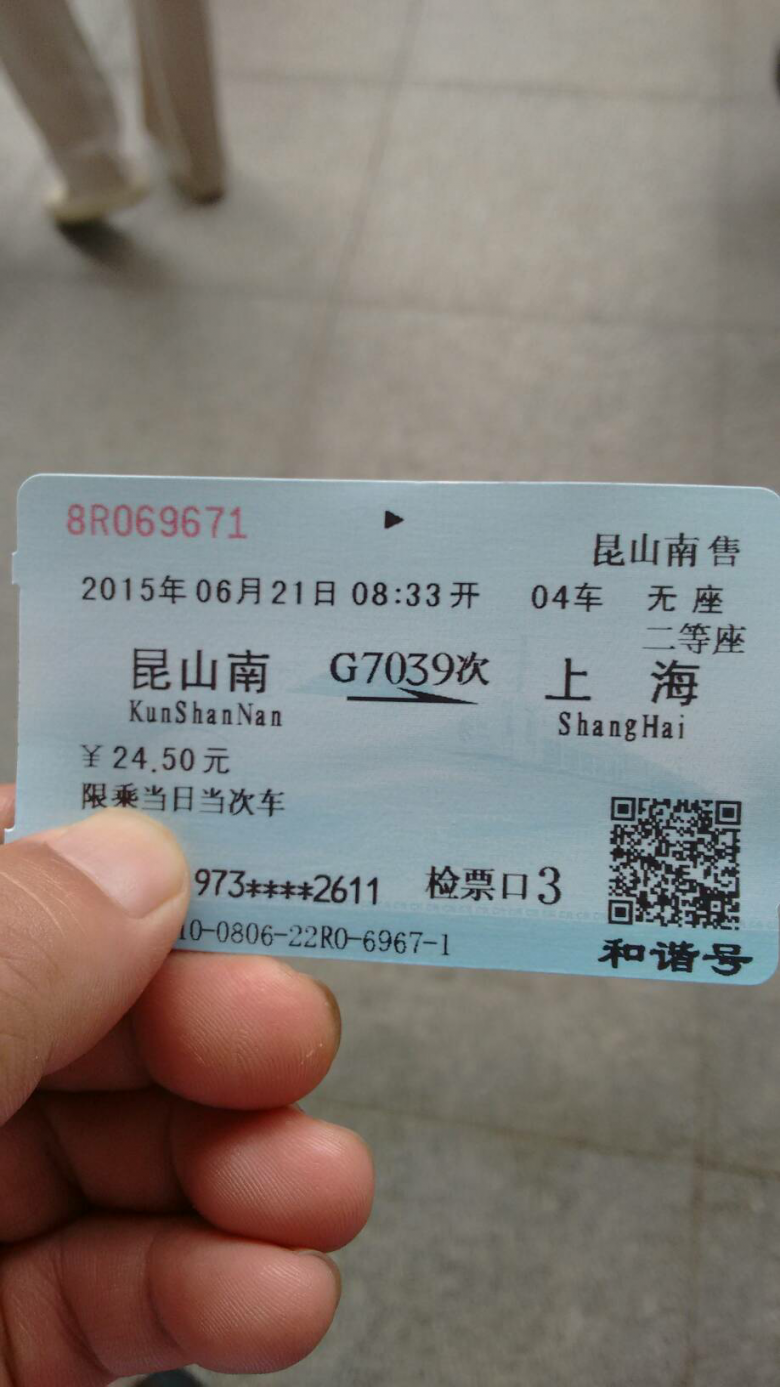 8R069671
昆山南售
2015年06月21日 08:33开 04车 无座
二等座
昆山南 G7039次 上海
KunShanNan ShangHai
￥24.50元
限乘当日当次车
973****2611 检票口3
10-0806-22R0-6967-1
和谐号